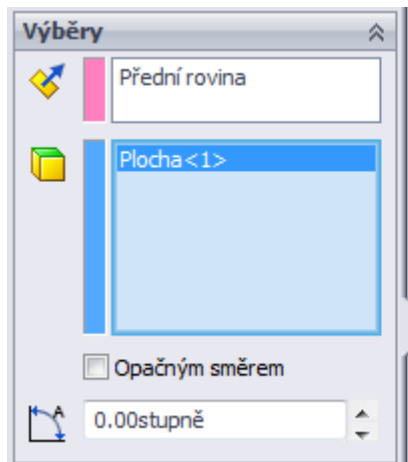 Výběry
Přední rovina
Plocha<1>
Opačným směrem
A
0.00stupně